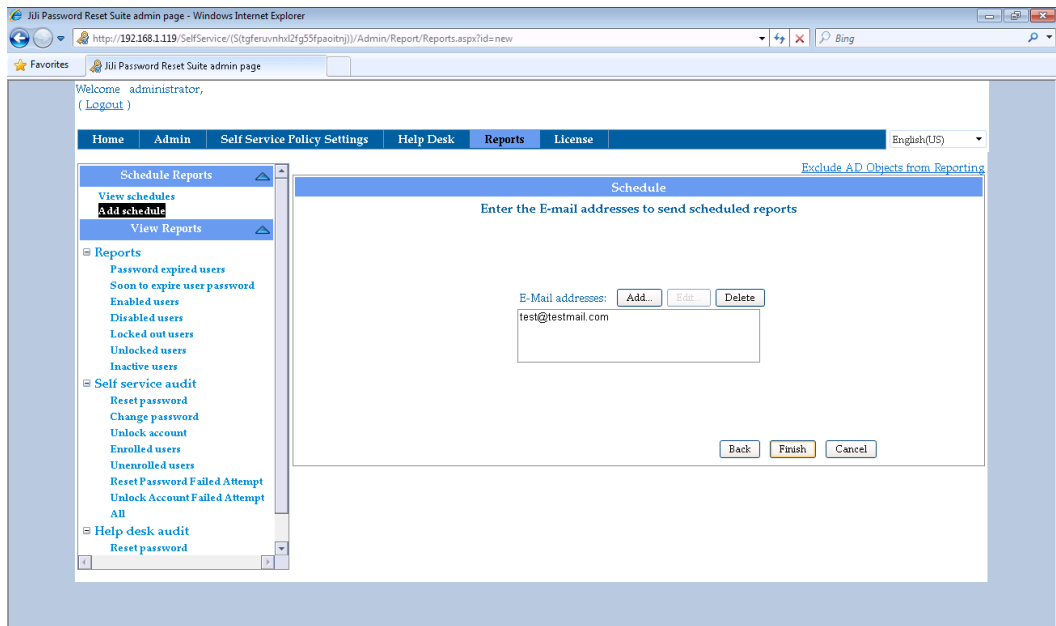 JiJi Password Reset Suite admin page - Windows Internet Explorer
http://192.168.1.119/SelfService/(S(tgferuvnhxl2fg55fpaoitnj))/Admin/Report/Reports.aspx?id=new
Bing
Favorites
JiJi Password Reset Suite admin page
Welcome administrator,
( Logout )
Home Admin Self Service Policy Settings Help Desk Reports License English(US)
Exclude AD Objects from Reporting
Schedule Reports
View schedules
Add schedule
View Reports
Reports
Password expired users
Soon to expire user password
Enabled users
Disabled users
Locked out users
Unlocked users
Inactive users
Self service audit
Reset password
Change password
Unlock account
Enrolled users
Unenrolled users
Reset Password Failed Attempt
Unlock Account Failed Attempt
All
Help desk audit
Reset password
Schedule
Enter the E-mail addresses to send scheduled reports
E-Mail addresses: Add... Edit... Delete
test@testmail.com
Back Finish Cancel